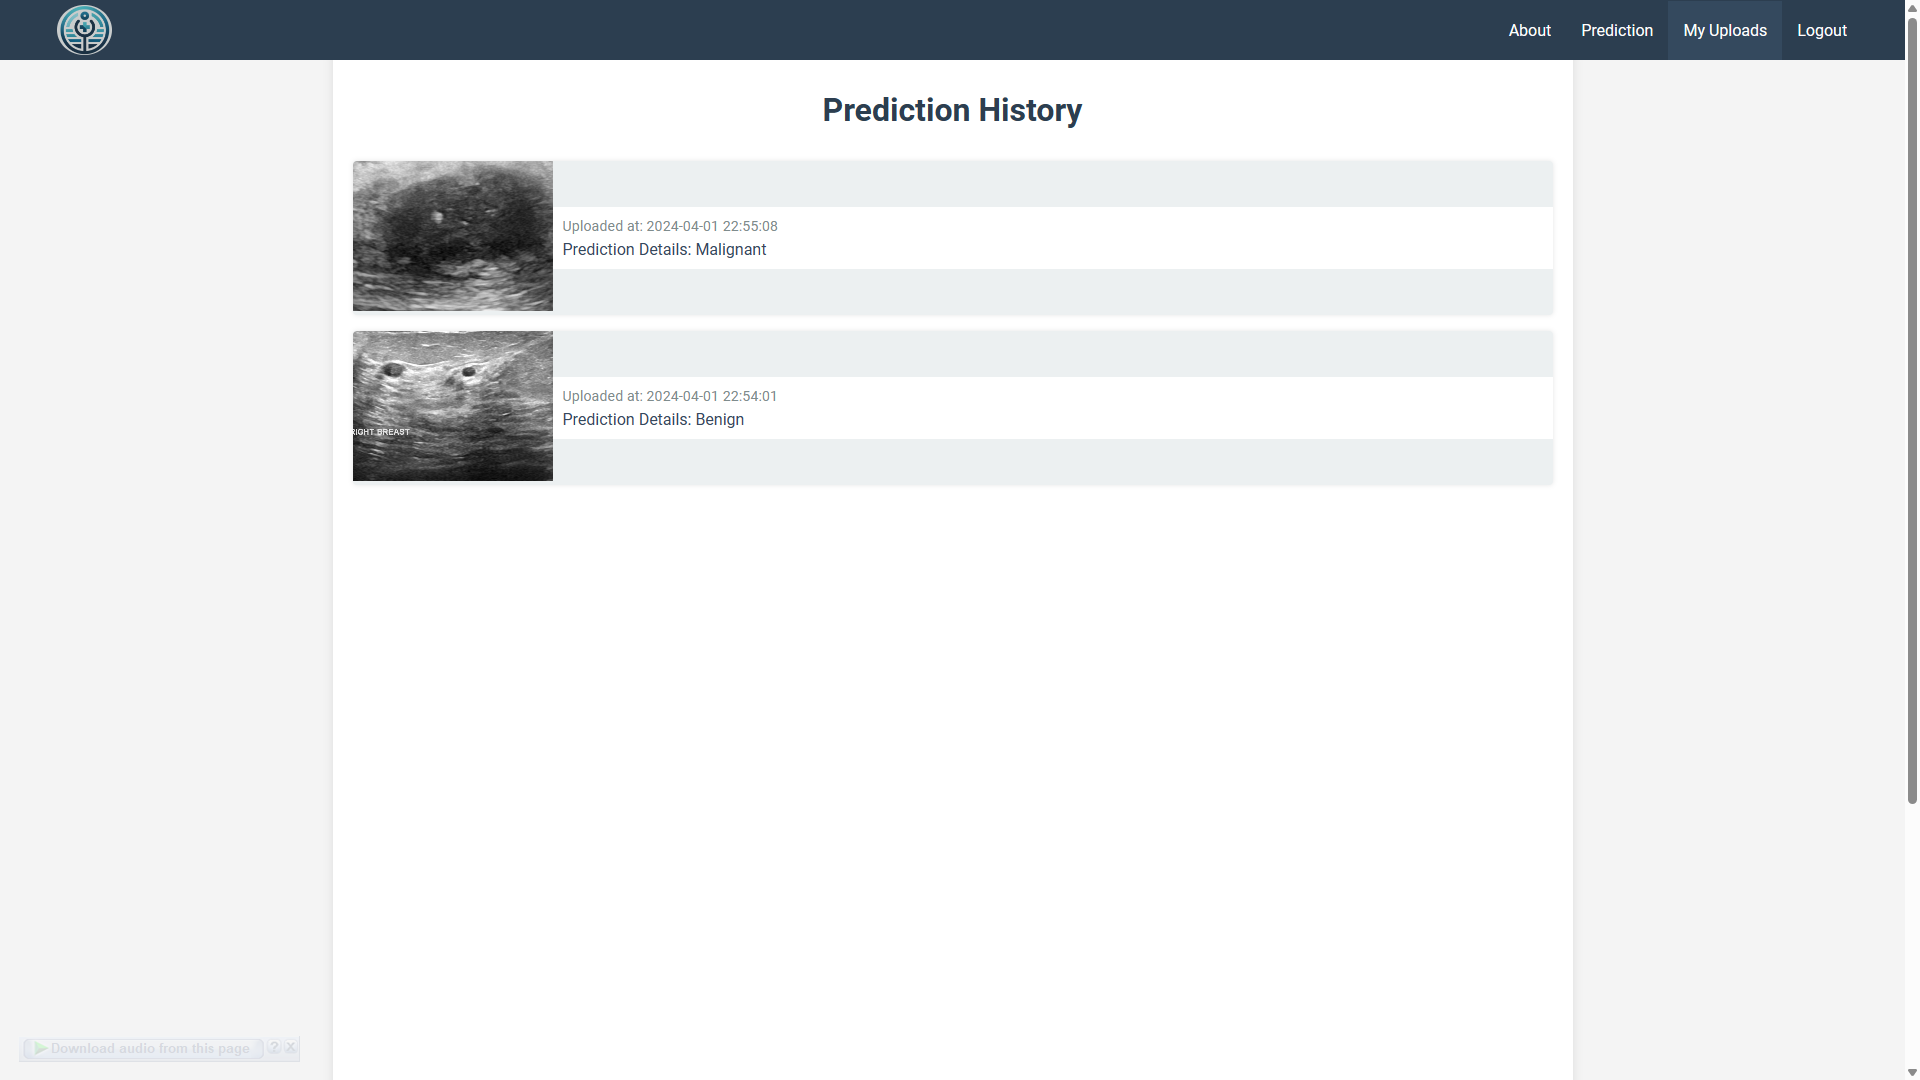 About
Prediction
My Uploads
Logout
Prediction History
Uploaded at: 2024-04-01 22:55:08
Prediction Details: Malignant
RIGHT BREAST
Uploaded at: 2024-04-01 22:54:01
Prediction Details: Benign
Download audio from this page
?